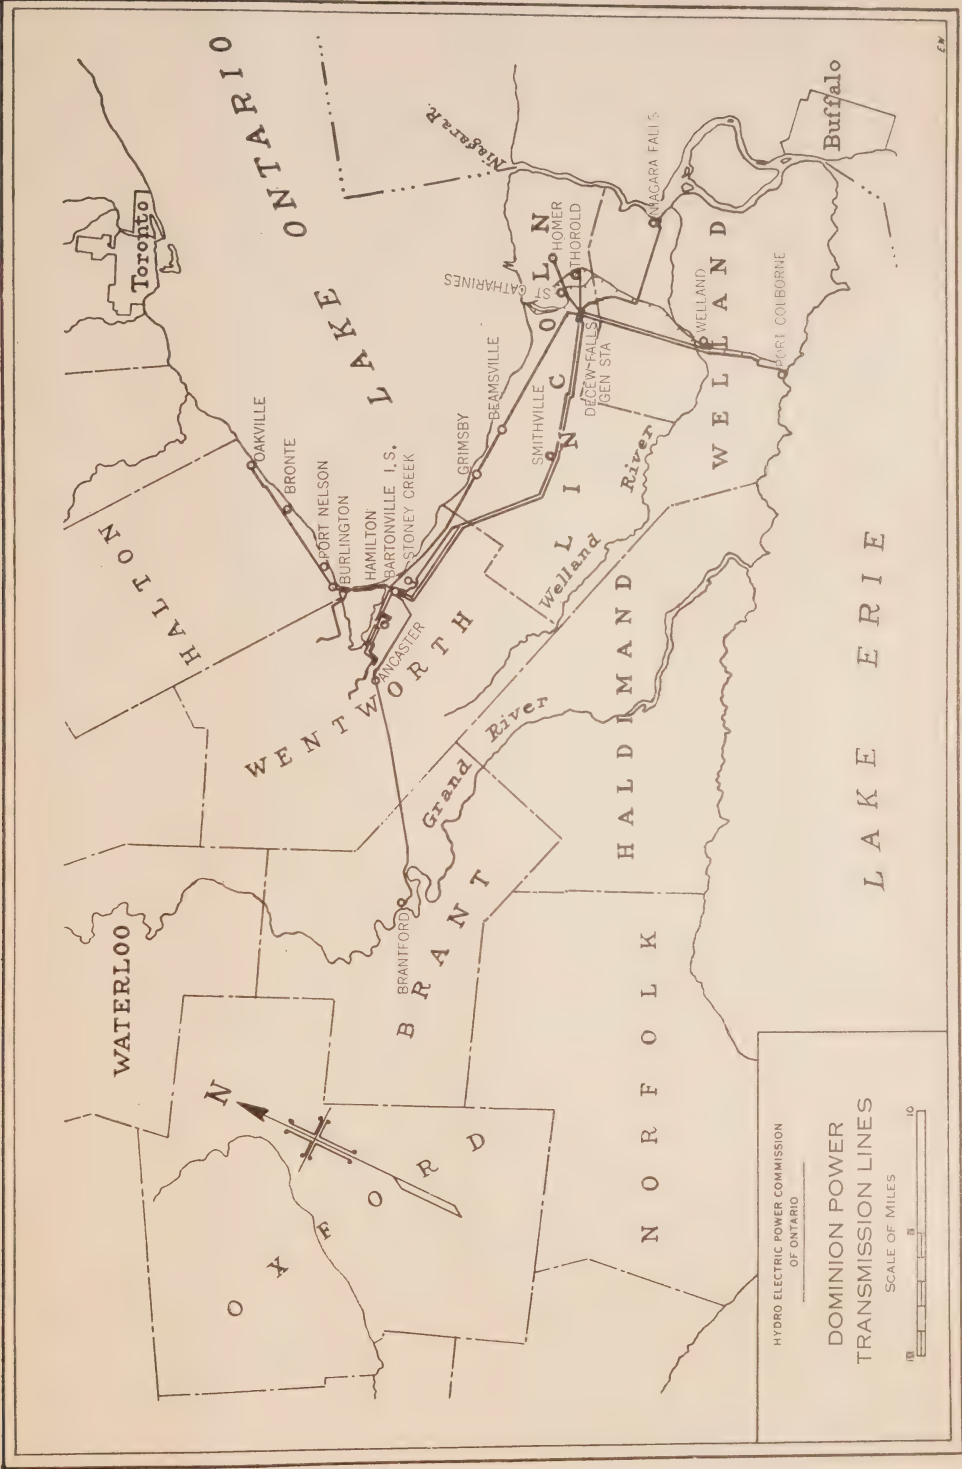 LAKE ONTARIO
Toronto
Niagara R.
Buffalo
HALTON
OAKVILLE
BRONTE
PORT NELSON
BURLINGTON
HAMILTON
BARTONVILLE I.S.
STONEY CREEK
ANCASTER
GRIMSBY
BEAMSVILLE
SMITHVILLE
ST. CATHARINES
HOMER
THOROLD
DECEW-FALLS
GEN STA
NIAGARA FALLS
WELLAND
PORT COLBORNE
LINCOLN
WELLAND
Welland River
WENTWORTH
Grand River
HALDIMAND
WATERLOO
BRANTFORD
BRANT
OXFORD
NORFOLK
LAKE ERIE
N
HYDRO ELECTRIC POWER COMMISSION
OF ONTARIO
DOMINION POWER
TRANSMISSION LINES
SCALE OF MILES
10 5 10